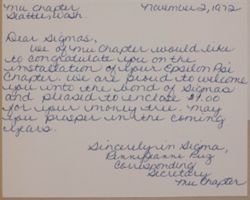 Mu Chapter November 2, 1972
Seattle, Wash.
Dear Sigmas,
We of Mu Chapter would like
to congratulate you on the
installation of your Epsilon Psi
Chapter. We are proud to welcome
you into the bond of Sigmas
and pleased to enclose $1.00
for your money tree. May
you prosper in the coming
years.
Sincerely in Sigma,
Corresponding
Secretary
Mu Chapter